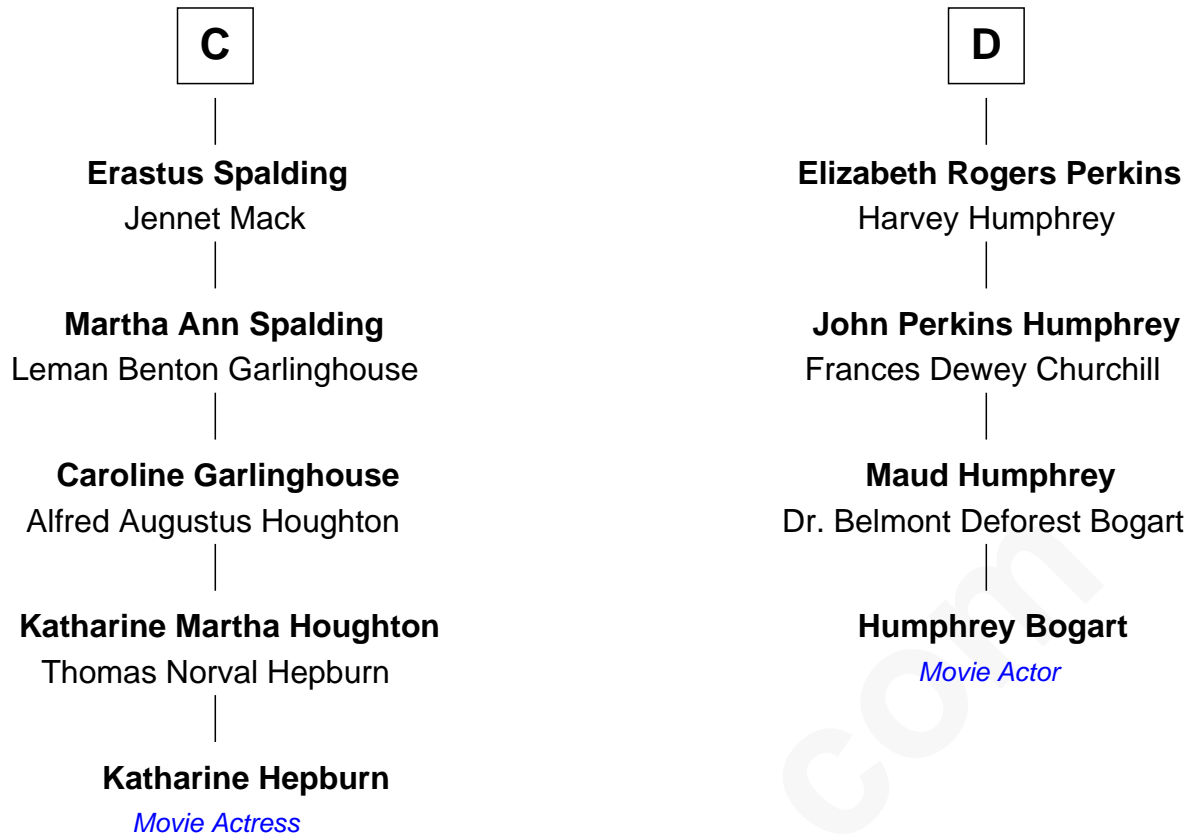 C
Erastus Spalding
Jennet Mack
Martha Ann Spalding
Leman Benton Garlinghouse
Caroline Garlinghouse
Alfred Augustus Houghton
Katharine Martha Houghton
Thomas Norval Hepburn
Katharine Hepburn
Movie Actress
D
Elizabeth Rogers Perkins
Harvey Humphrey
John Perkins Humphrey
Frances Dewey Churchill
Maud Humphrey
Dr. Belmont Deforest Bogart
Humphrey Bogart
Movie Actor
com